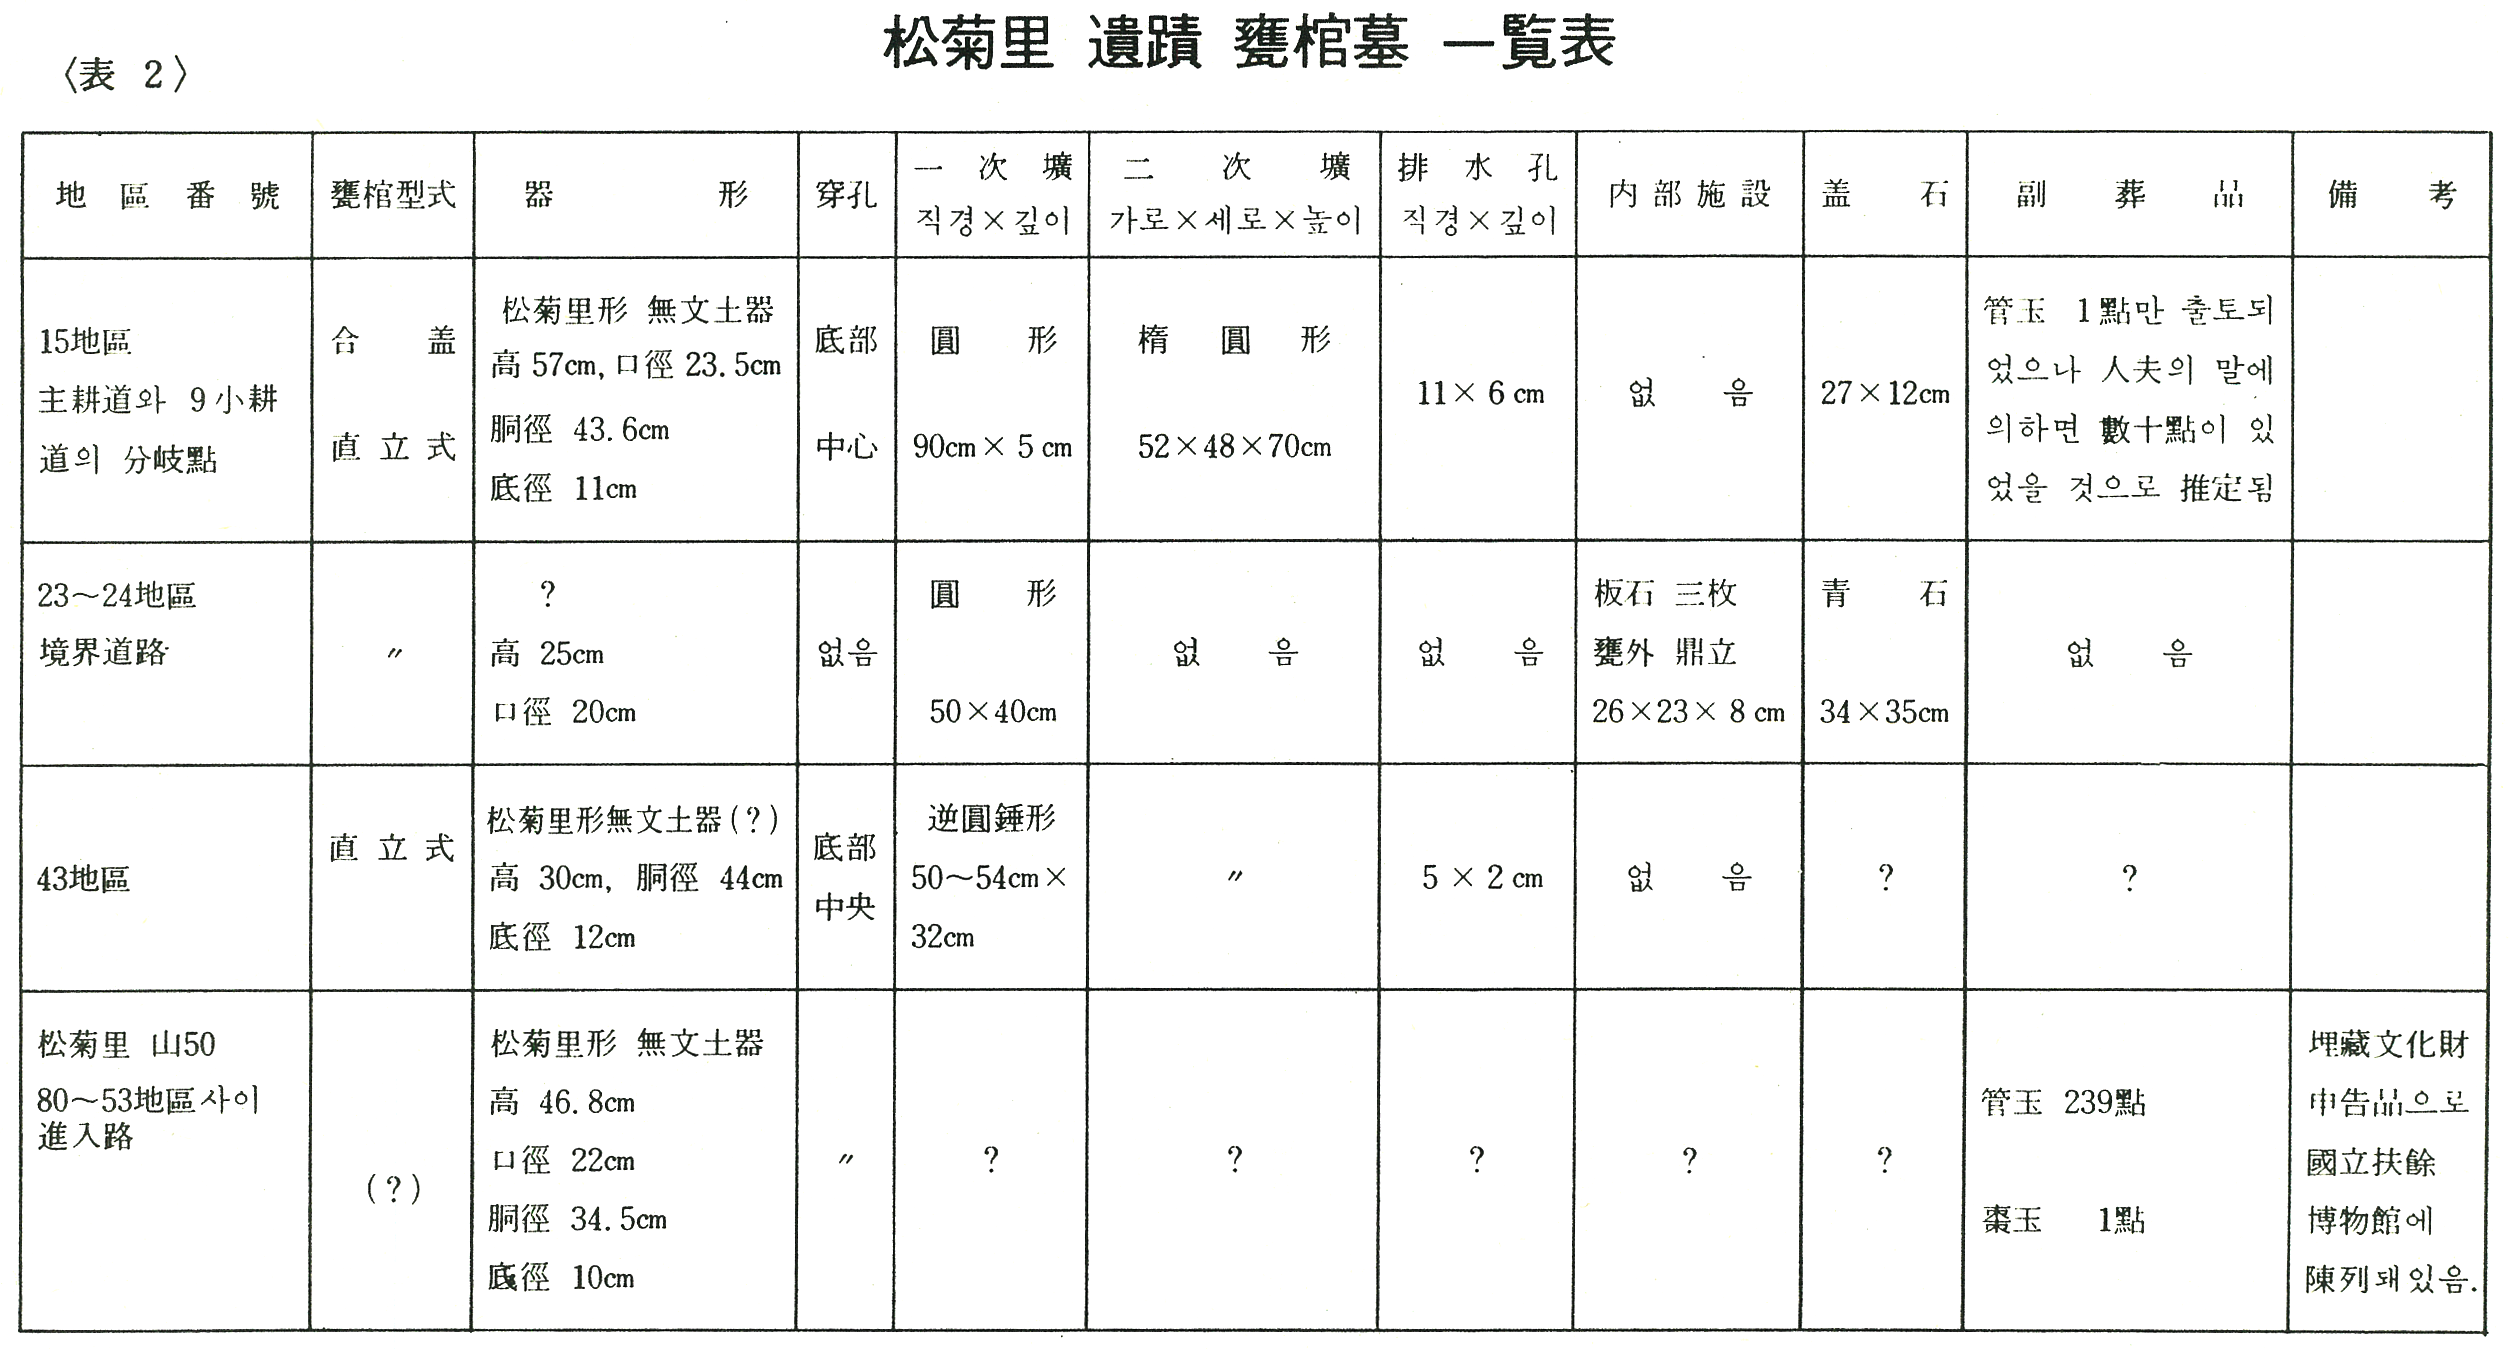 松菊里 遺蹟 甕棺墓 一覽表
〈表 2〉
地區番號
甕棺型式
器形
穿孔
一次壙
직경×깊이
二次壙
가로×세로×높이
排水孔
직경×깊이
内部施設
盖石
副葬品
備考
15地區
主耕道와 9小耕
道의 分岐點
合盖
直立式
松菊里形 無文土器
高 57cm, 口徑 23.5cm
胴徑 43.6cm
底徑 11cm
底部
中心
圓形
90cm×5cm
楕圓形
52×48×70cm
11×6cm
없음
27×12cm
管玉 1點만 출토되
었으나 人夫의 말에
의하면 數十點이 있
었을 것으로 推定됨
23~24地區
境界道路
〃
?
高 25cm
口徑 20cm
없음
圓形
50×40cm
없음
없음
板石 三枚
甕外 鼎立
26×23×8cm
青石
34×35cm
없음
43地區
直立式
松菊里形無文土器(?)
高 30cm, 胴徑 44cm
底徑 12cm
底部
中央
逆圓錘形
50~54cm×
32cm
〃
5×2cm
없음
?
?
松菊里 山50
80~53地區사이
進入路
(?)
松菊里形 無文土器
高 46.8cm
口徑 22cm
胴徑 34.5cm
底徑 10cm
〃
?
?
?
?
?
管玉 239點
棗玉 1點
埋藏文化財
申告品으로
國立扶餘
博物館에
陳列돼있음.